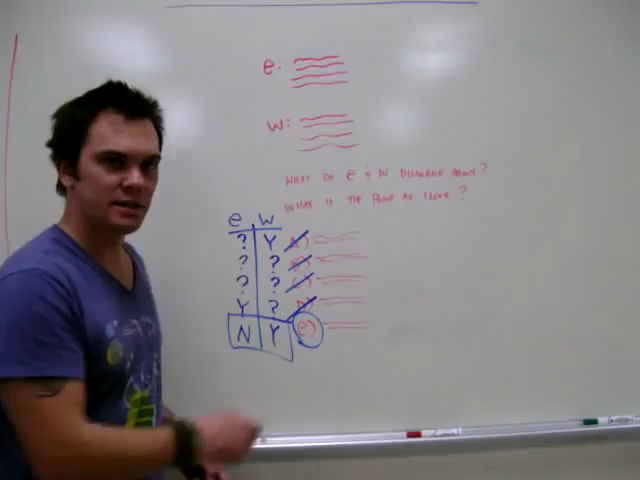 e:
W:
WHAT DO e & W DISAGREE ABOUT?
WHAT IS THE POINT AT ISSUE?
e W
? Y A)
? ? B)
? ? C)
Y ? D)
N Y e)